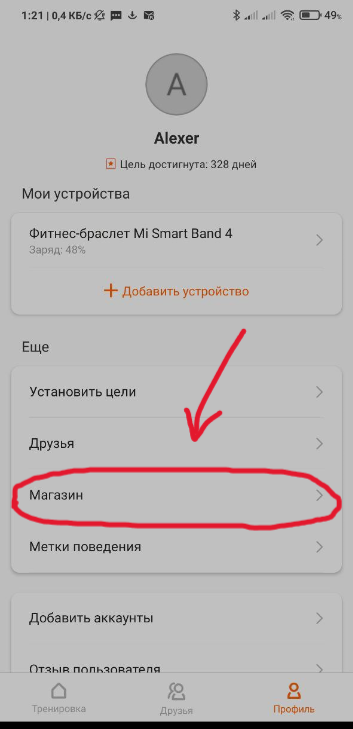 1:21 | 0,4 КБ/с
49%
A
Alexer
Цель достигнута: 328 дней
Мои устройства
Фитнес-браслет Mi Smart Band 4
Заряд: 48%
+ Добавить устройство
Еще
Установить цели
Друзья
Магазин
Метки поведения
Добавить аккаунты
Отзыв пользователя
Тренировка
Друзья
Профиль